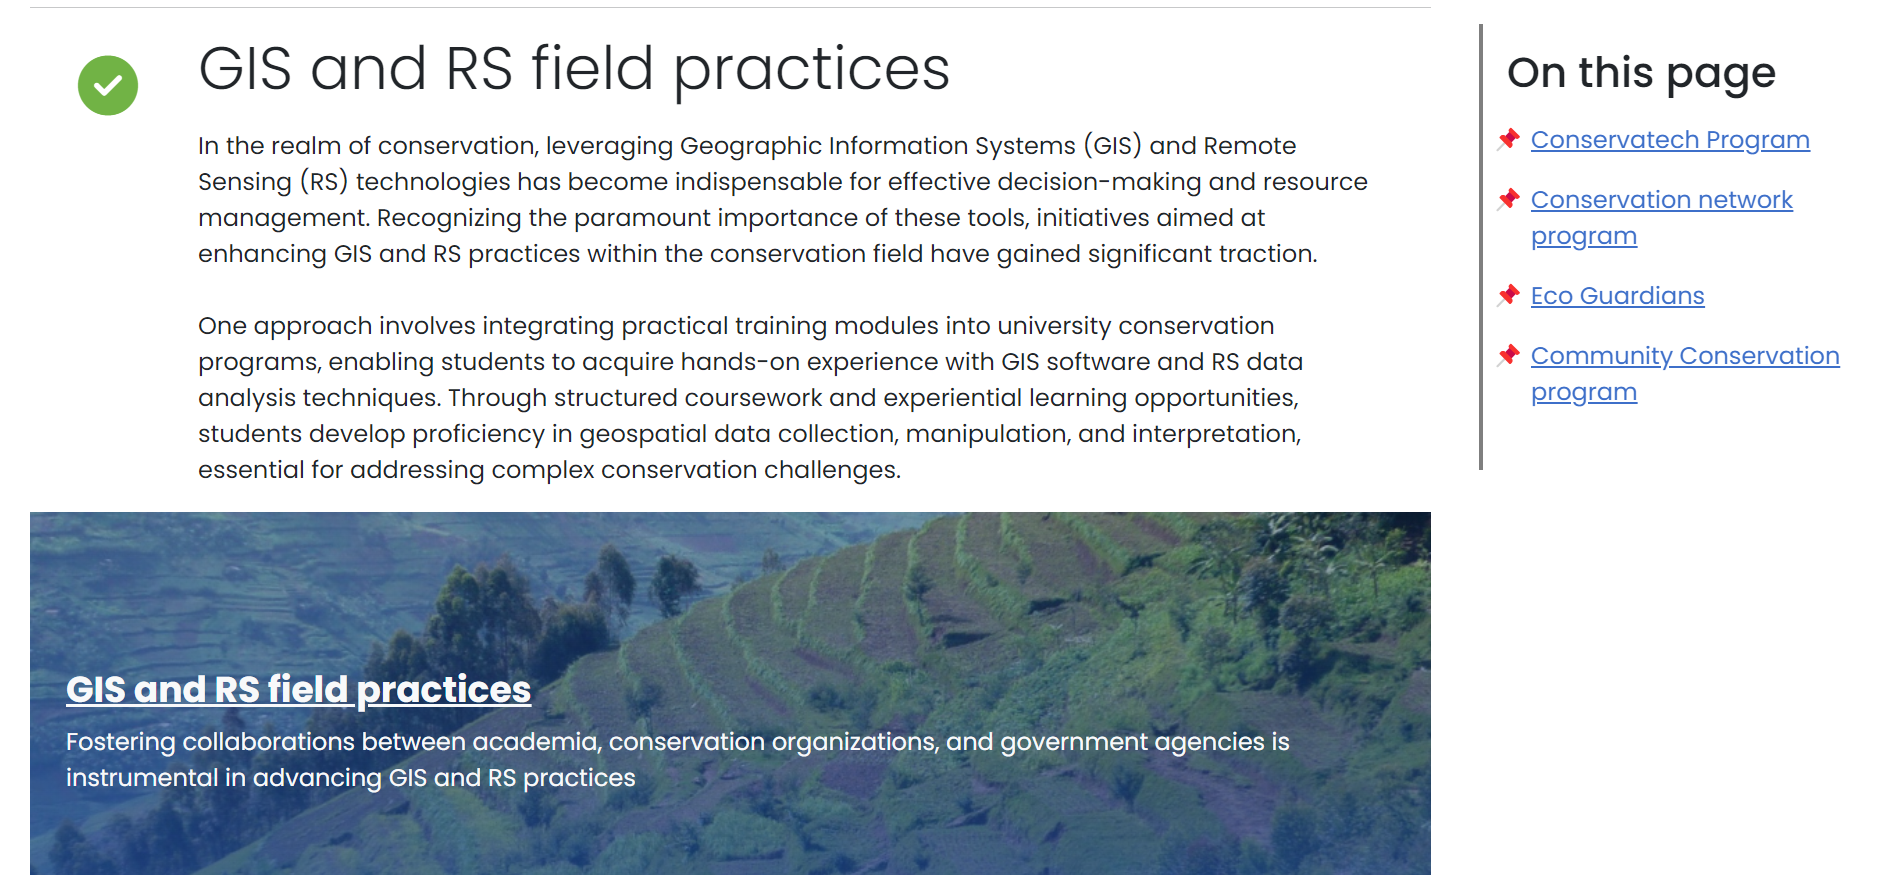 GIS and RS field practices
In the realm of conservation, leveraging Geographic Information Systems (GIS) and Remote
Sensing (RS) technologies has become indispensable for effective decision-making and resource
management. Recognizing the paramount importance of these tools, initiatives aimed at
enhancing GIS and RS practices within the conservation field have gained significant traction.
One approach involves integrating practical training modules into university conservation
programs, enabling students to acquire hands-on experience with GIS software and RS data
analysis techniques. Through structured coursework and experiential learning opportunities,
students develop proficiency in geospatial data collection, manipulation, and interpretation,
essential for addressing complex conservation challenges.
GIS and RS field practices
Fostering collaborations between academia, conservation organizations, and government agencies is
instrumental in advancing GIS and RS practices
On this page
Conservatech Program
Conservation network
program
Eco Guardians
Community Conservation
program